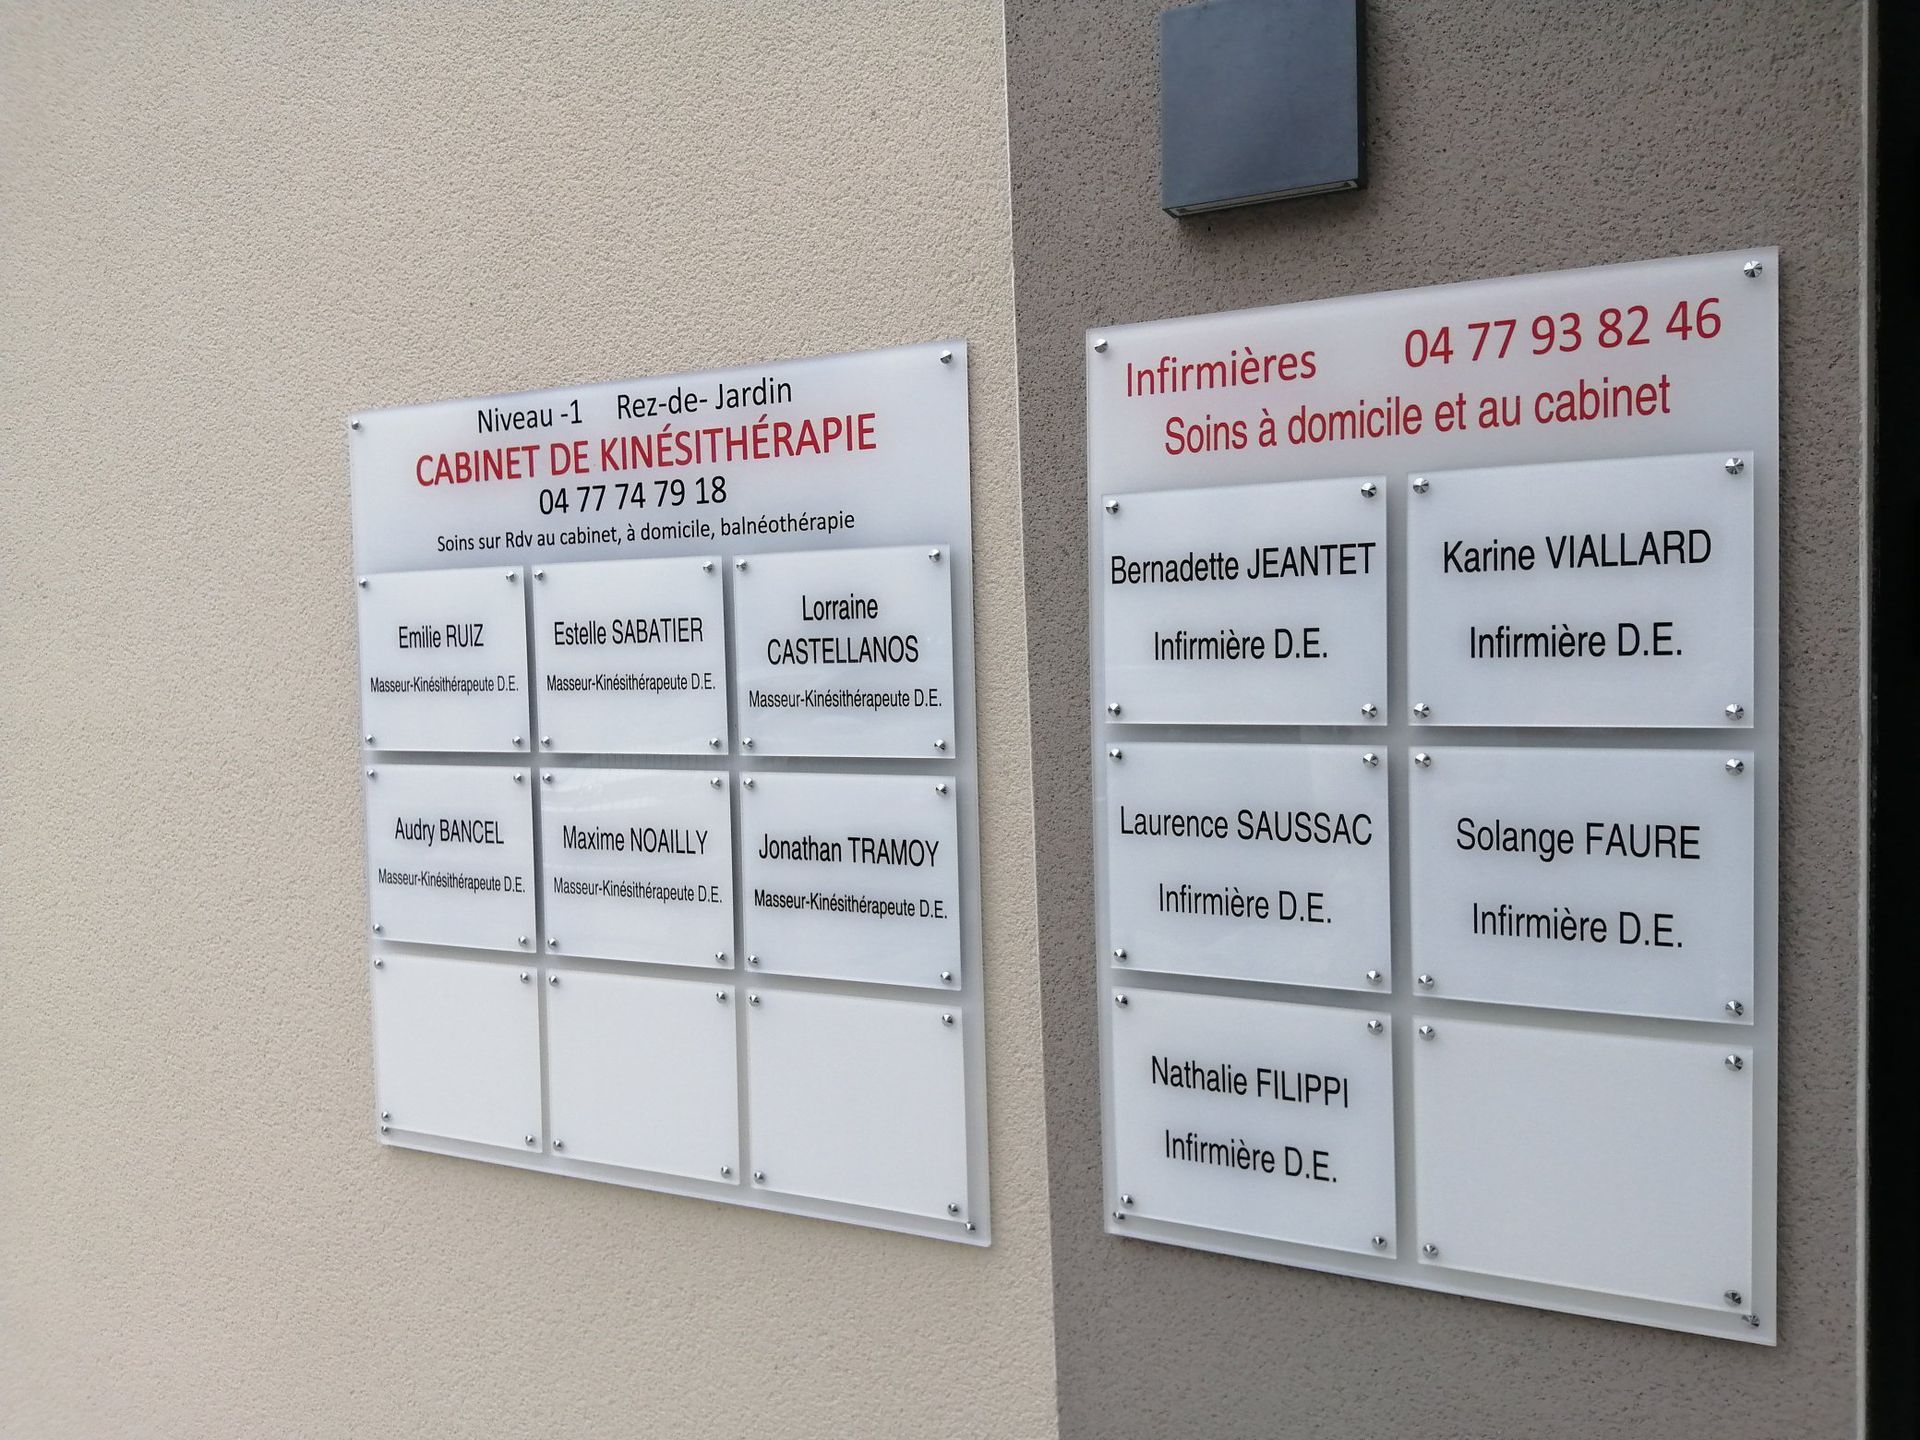 Niveau -1 Rez-de- Jardin
CABINET DE KINÉSITHÉRAPIE
04 77 74 79 18
Soins sur Rdv au cabinet, à domicile, balnéothérapie
Emilie RUIZ
Masseur-Kinésithérapeute D.E.
Estelle SABATIER
Masseur-Kinésithérapeute D.E.
Lorraine
CASTELLANOS
Masseur-Kinésithérapeute D.E.
Audry BANCEL
Masseur-Kinésithérapeute D.E.
Maxime NOAILLY
Masseur-Kinésithérapeute D.E.
Jonathan TRAMOY
Masseur-Kinésithérapeute D.E.
Infirmières 04 77 93 82 46
Soins à domicile et au cabinet
Bernadette JEANTET
Infirmière D.E.
Karine VIALLARD
Infirmière D.E.
Laurence SAUSSAC
Infirmière D.E.
Solange FAURE
Infirmière D.E.
Nathalie FILIPPI
Infirmière D.E.